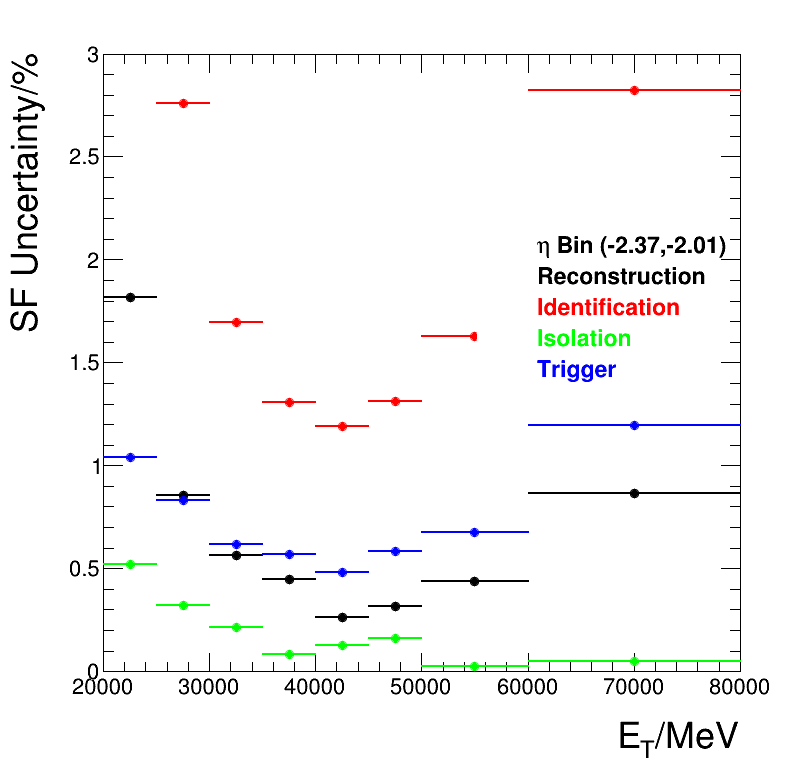 SF Uncertainty/%
3
2.5
2
1.5
1
0.5
0
η Bin (-2.37,-2.01)
Reconstruction
Identification
Isolation
Trigger
20000 30000 40000 50000 60000 70000 80000
E_T/MeV